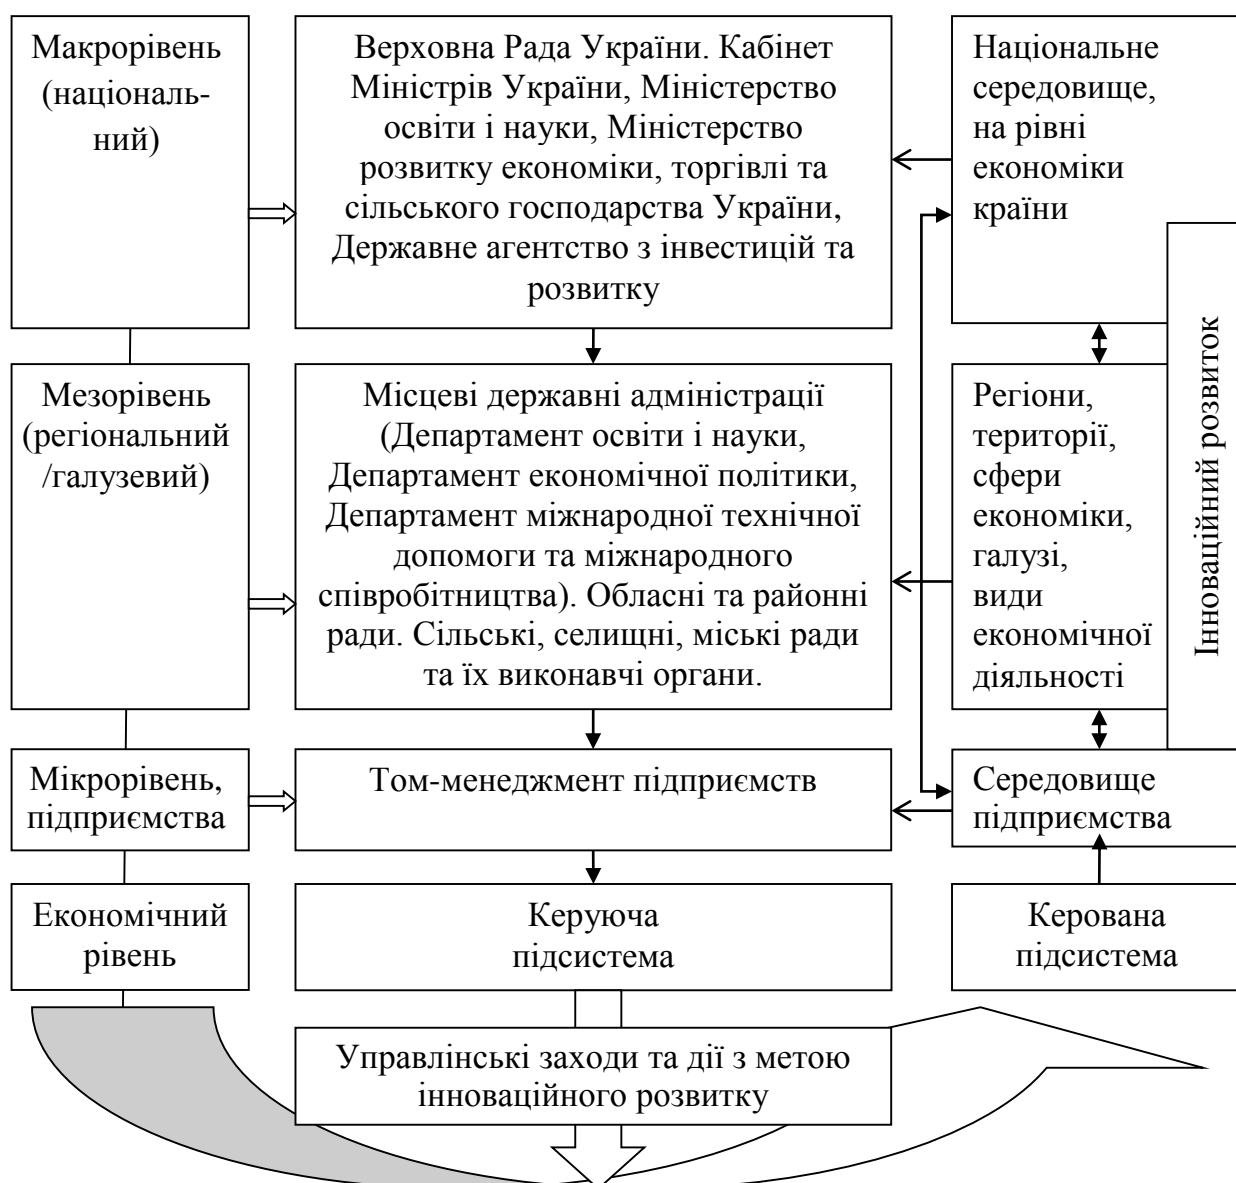 Макрорівень
(національ-
ний)
Верховна Рада України. Кабінет
Міністрів України, Міністерство
освіти і науки, Міністерство
розвитку економіки, торгівлі та
сільського господарства України,
Державне агентство з інвестицій та
розвитку
Національне
середовище,
на рівні
економіки
країни
Інноваційний розвиток
Мезорівень
(регіональний
/галузевий)
Місцеві державні адміністрації
(Департамент освіти і науки,
Департамент економічної політики,
Департамент міжнародної технічної
допомоги та міжнародного
співробітництва). Обласні та районні
ради. Сільські, селищні, міські ради
та їх виконавчі органи.
Регіони,
території,
сфери
економіки,
галузі,
види
економічної
діяльності
Мікрорівень,
підприємства
Том-менеджмент підприємств
Середовище
підприємства
Економічний
рівень
Керуюча
підсистема
Керована
підсистема
Управлінські заходи та дії з метою
інноваційного розвитку